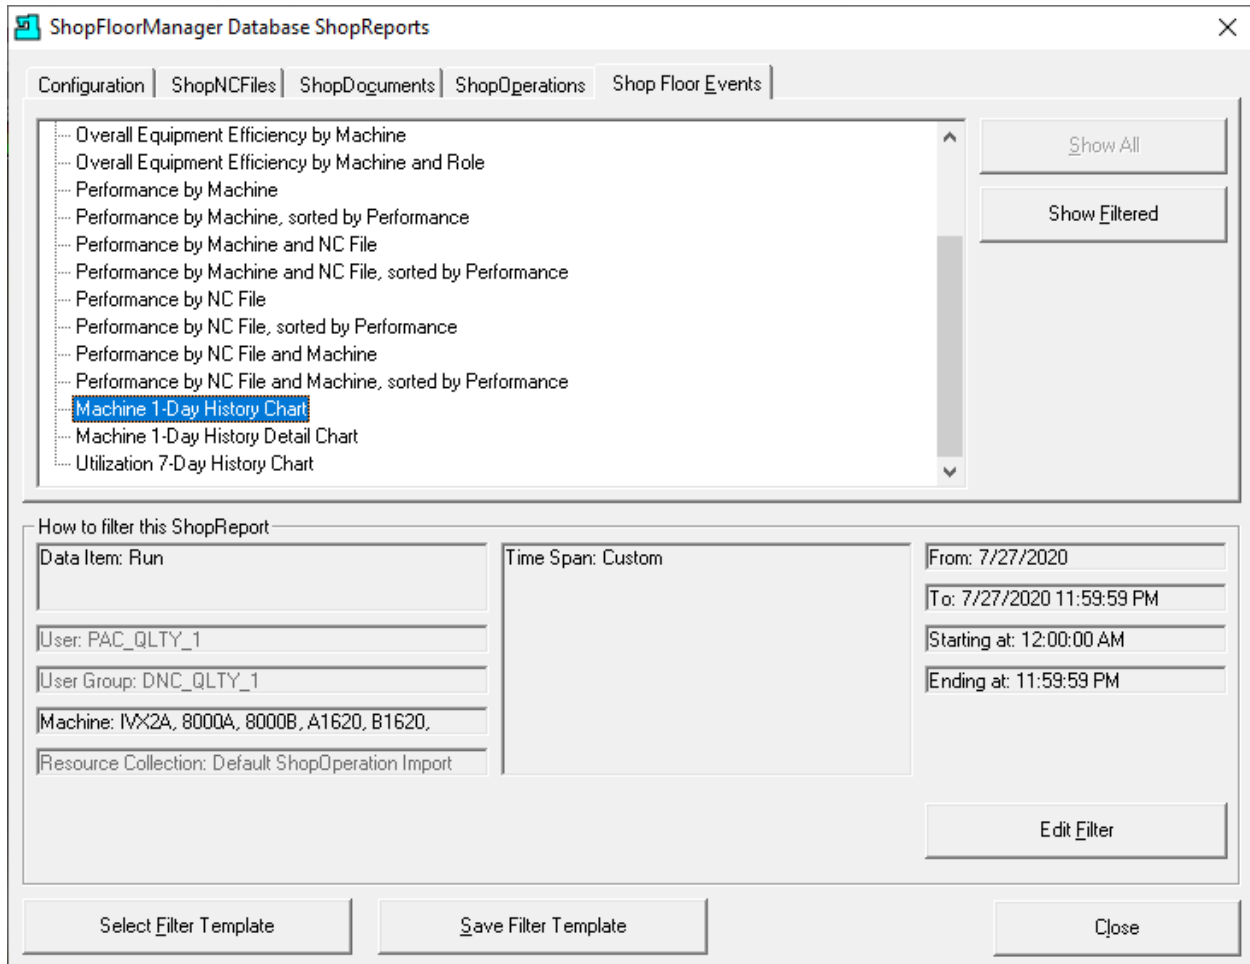 ShopFloorManager Database ShopReports
Configuration ShopNCFiles ShopDocuments ShopOperations Shop Floor Events
Overall Equipment Efficiency by Machine
Overall Equipment Efficiency by Machine and Role
Performance by Machine
Performance by Machine, sorted by Performance
Performance by Machine and NC File
Performance by Machine and NC File, sorted by Performance
Performance by NC File
Performance by NC File, sorted by Performance
Performance by NC File and Machine
Performance by NC File and Machine, sorted by Performance
Machine 1-Day History Chart
Machine 1-Day History Detail Chart
Utilization 7-Day History Chart
Show All
Show Filtered
How to filter this ShopReport
Data Item: Run
User: PAC_QLTY_1
User Group: DNC_QLTY_1
Machine: IVX2A, 8000A, 8000B, A1620, B1620,
Resource Collection: Default ShopOperation Import
Time Span: Custom
From: 7/27/2020
To: 7/27/2020 11:59:59 PM
Starting at: 12:00:00 AM
Ending at: 11:59:59 PM
Edit Filter
Select Filter Template
Save Filter Template
Close